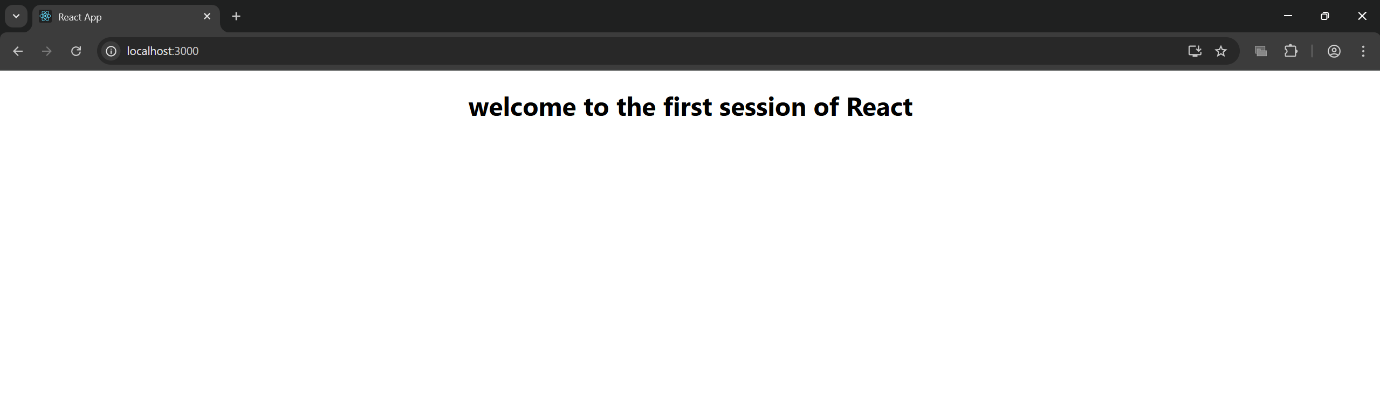 React App
localhost:3000
welcome to the first session of React